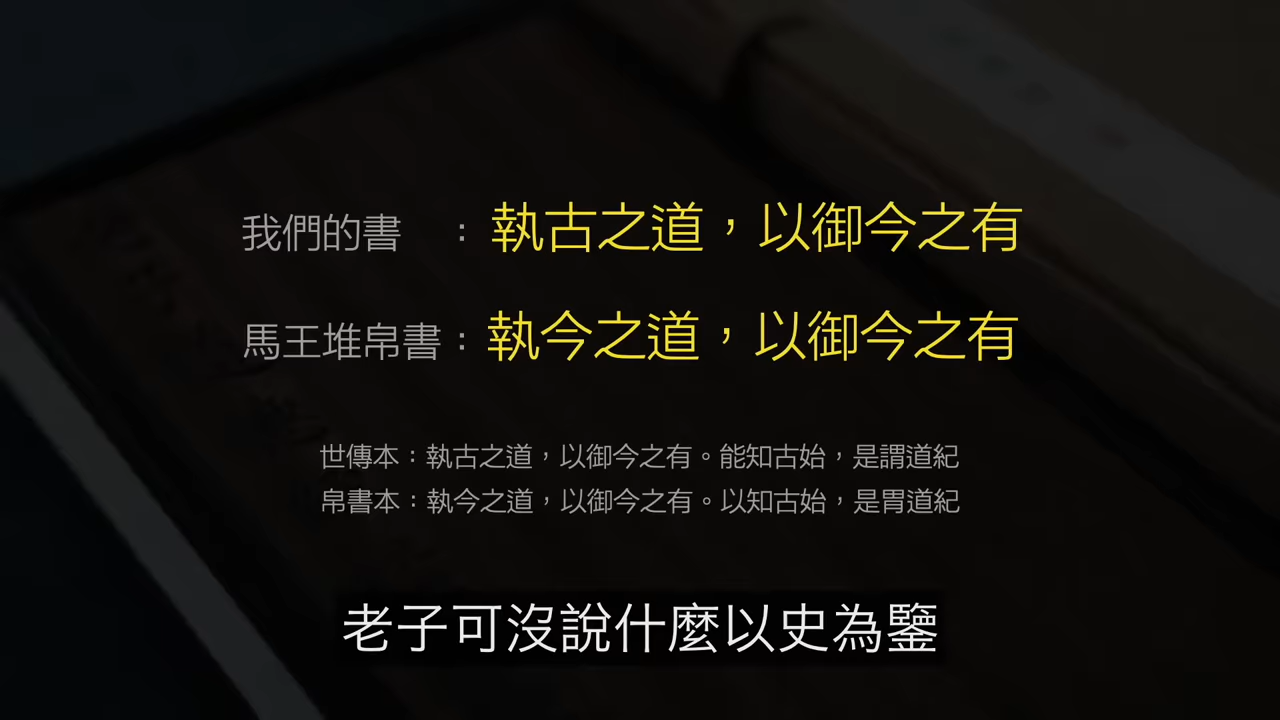 我們的書 : 執古之道，以御今之有
馬王堆帛書 : 執今之道，以御今之有
世傳本：執古之道，以御今之有。能知古始，是謂道紀
帛書本：執今之道，以御今之有。以知古始，是胃道紀
老子可沒說什麼以史為鑒